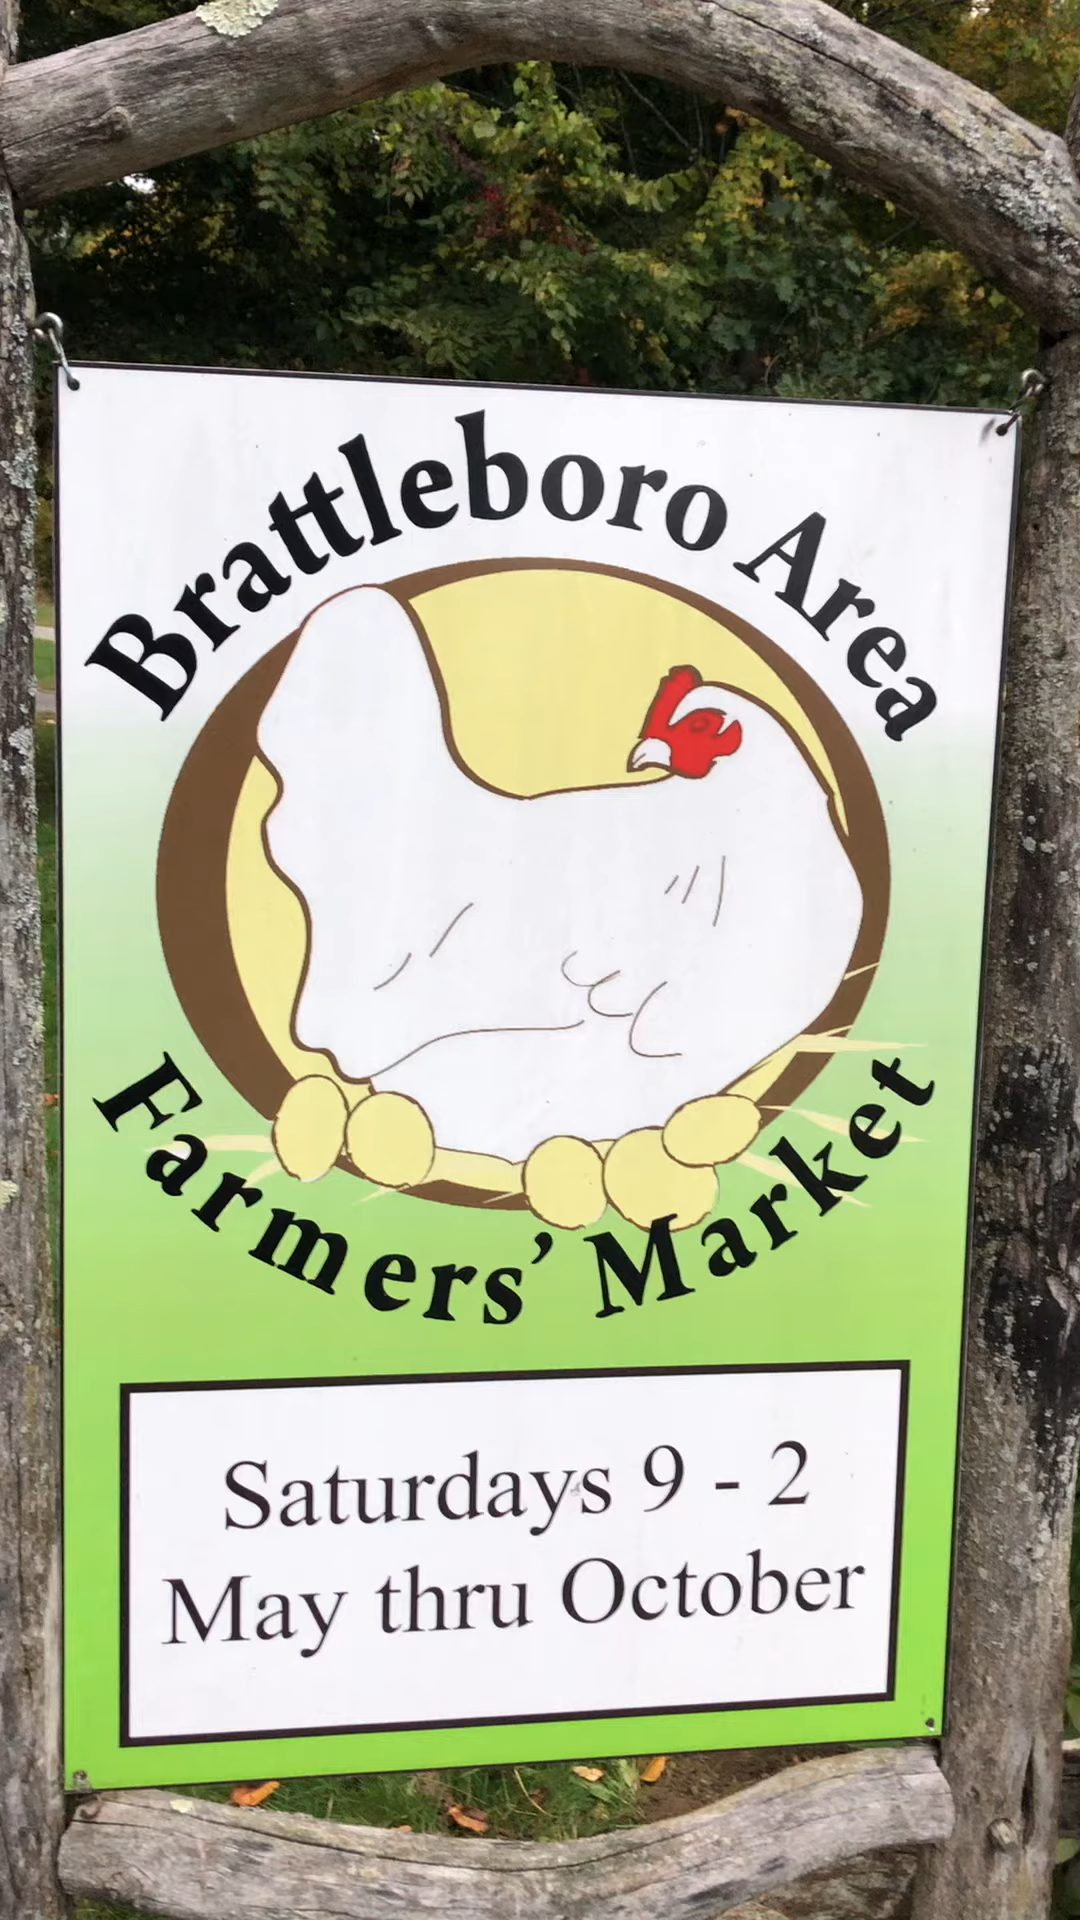 Brattleboro Area
Farmers’ Market
Saturdays 9 - 2
May thru October